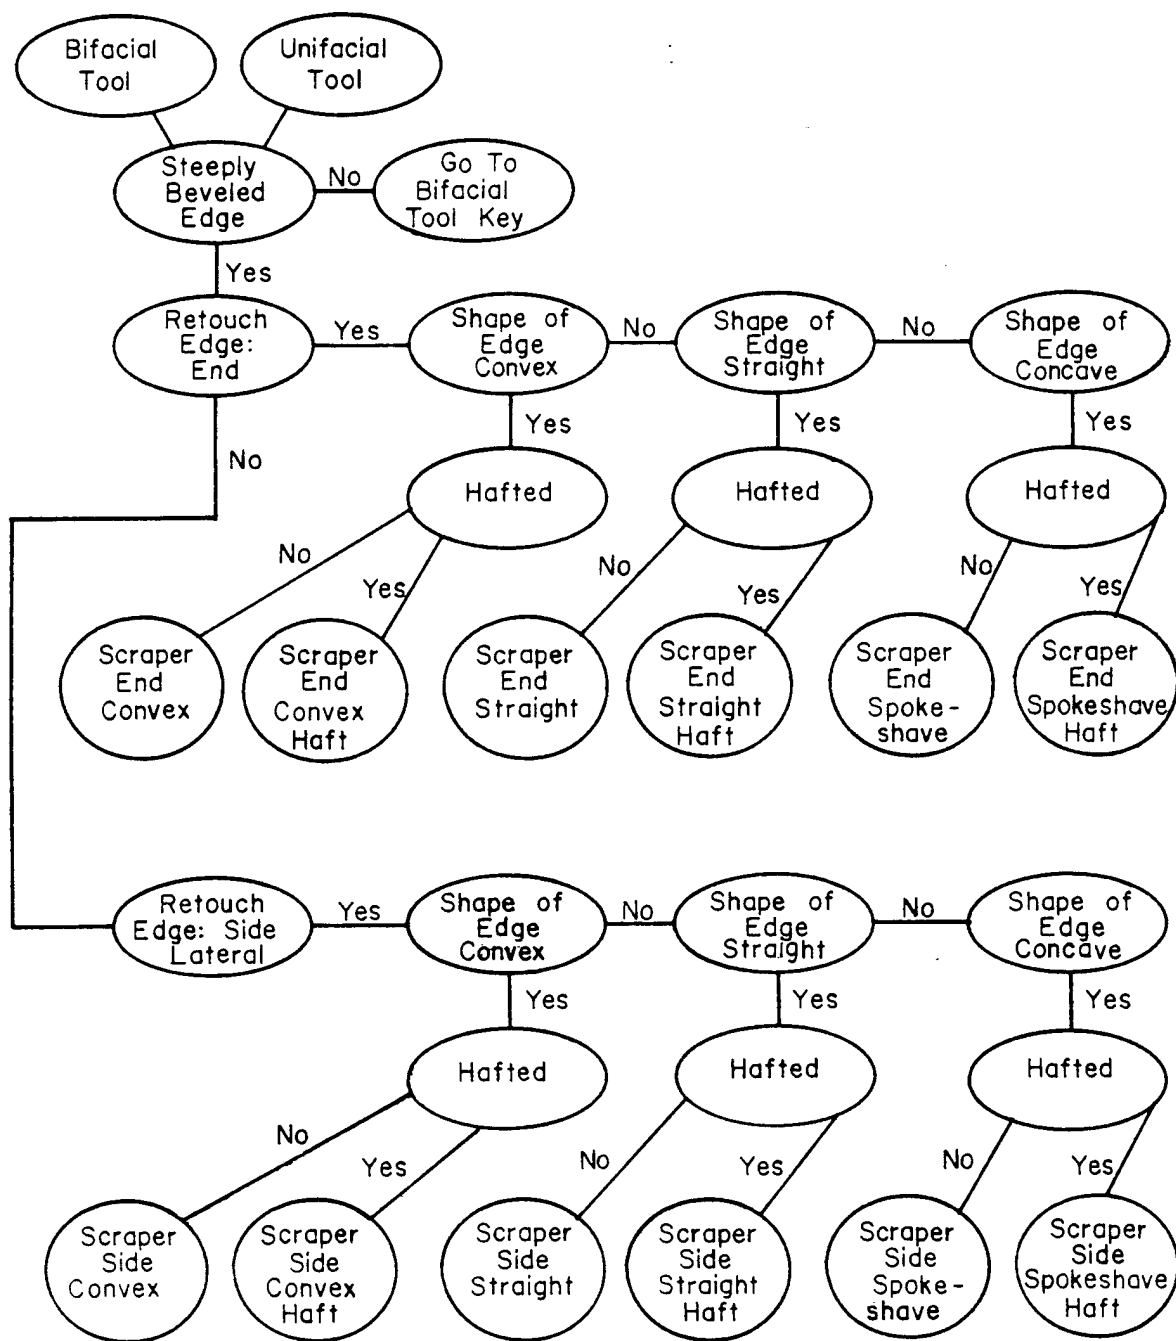 Bifacial
Tool
Unifacial
Tool
Steeply
Beveled
Edge
No
Go To
Bifacial
Tool Key
Yes
Retouch
Edge:
End
Yes
Shape of
Edge
Convex
No
Shape of
Edge
Straight
No
Shape of
Edge
Concave
No
Yes
Yes
Yes
Hafted
Hafted
Hafted
No
Yes
No
Yes
No
Yes
Scraper
End
Convex
Scraper
End
Convex
Haft
Scraper
End
Straight
Scraper
End
Straight
Haft
Scraper
End
Spoke-
shave
Scraper
End
Spokeshave
Haft
Retouch
Edge: Side
Lateral
Yes
Shape of
Edge
Convex
No
Shape of
Edge
Straight
No
Shape of
Edge
Concave
Yes
Yes
Yes
Hafted
Hafted
Hafted
No
Yes
No
Yes
No
Yes
Scraper
Side
Convex
Scraper
Side
Convex
Haft
Scraper
Side
Straight
Scraper
Side
Straight
Haft
Scraper
Side
Spoke-
shave
Scraper
Side
Spokeshave
Haft